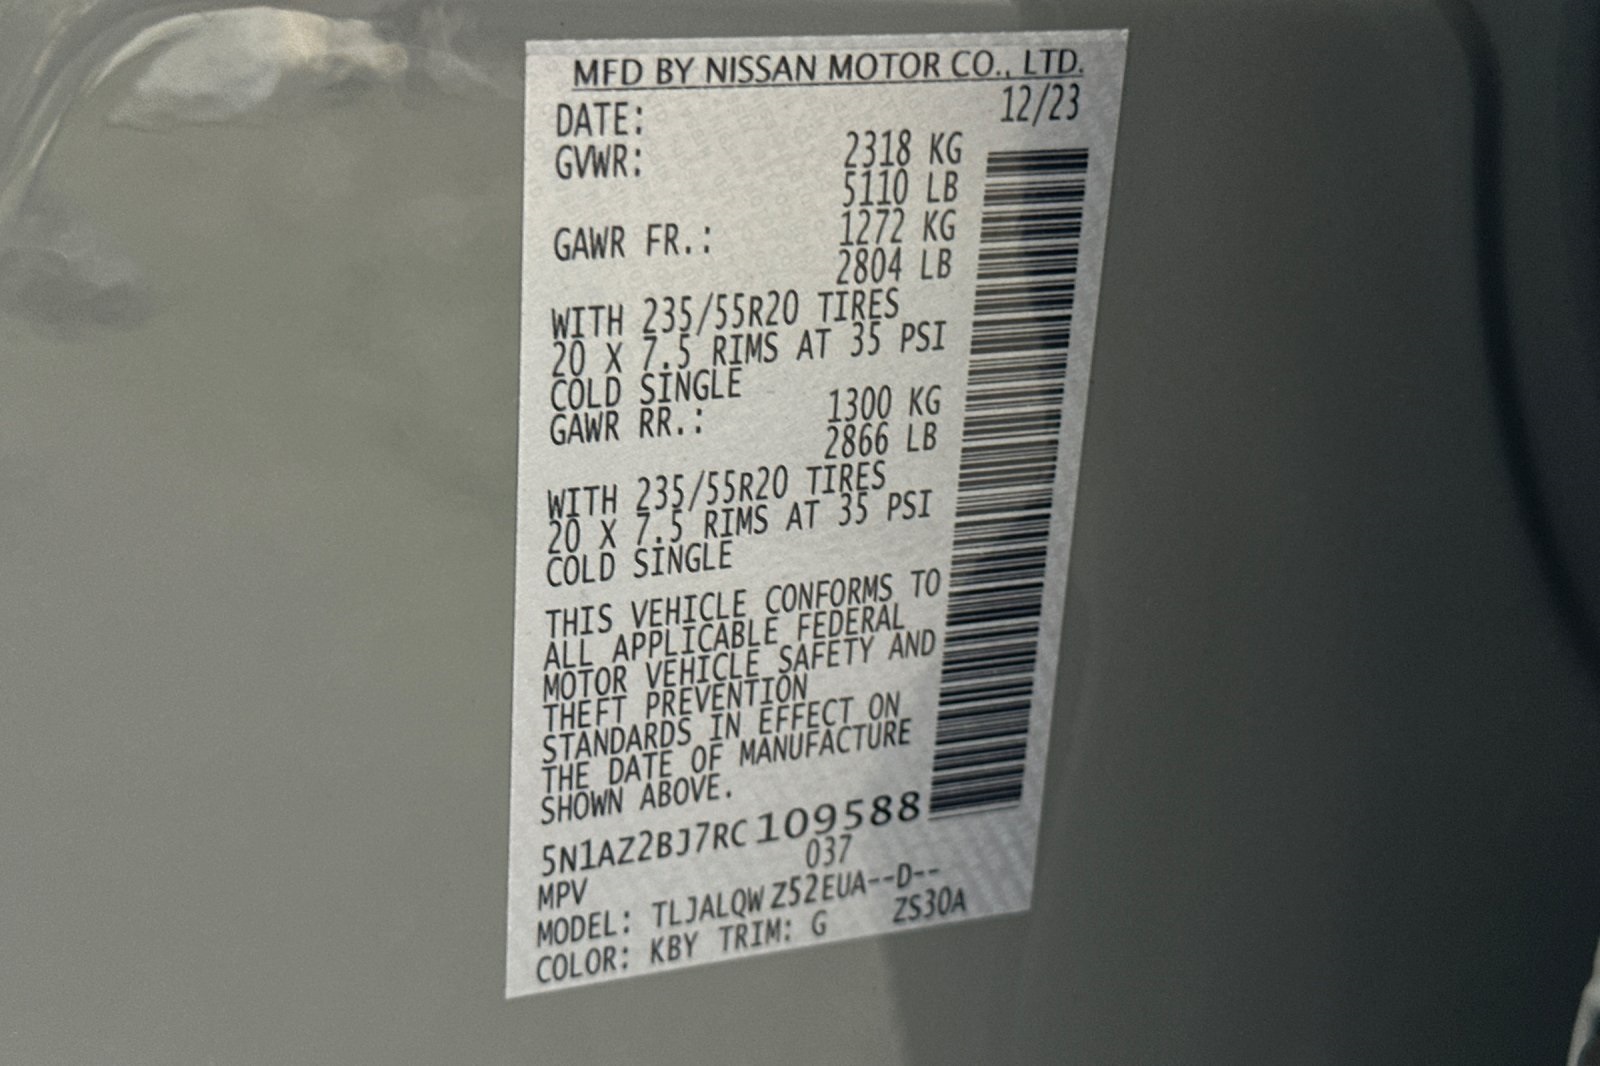 MFD BY NISSAN MOTOR CO., LTD.
DATE: 12/23
GVWR: 2318 KG
5110 LB
GAWR FR.: 1272 KG
2804 LB
WITH 235/55R20 TIRES
20 X 7.5 RIMS AT 35 PSI
COLD SINGLE
GAWR RR.: 1300 KG
2866 LB
WITH 235/55R20 TIRES
20 X 7.5 RIMS AT 35 PSI
COLD SINGLE
THIS VEHICLE CONFORMS TO
ALL APPLICABLE FEDERAL
MOTOR VEHICLE SAFETY AND
THEFT PREVENTION
STANDARDS IN EFFECT ON
THE DATE OF MANUFACTURE
SHOWN ABOVE.
5N1AZ2BJ7RC109588
MPV 037
MODEL: TLJALQWZ52EUA--D--
COLOR: KBY TRIM: G ZS30A